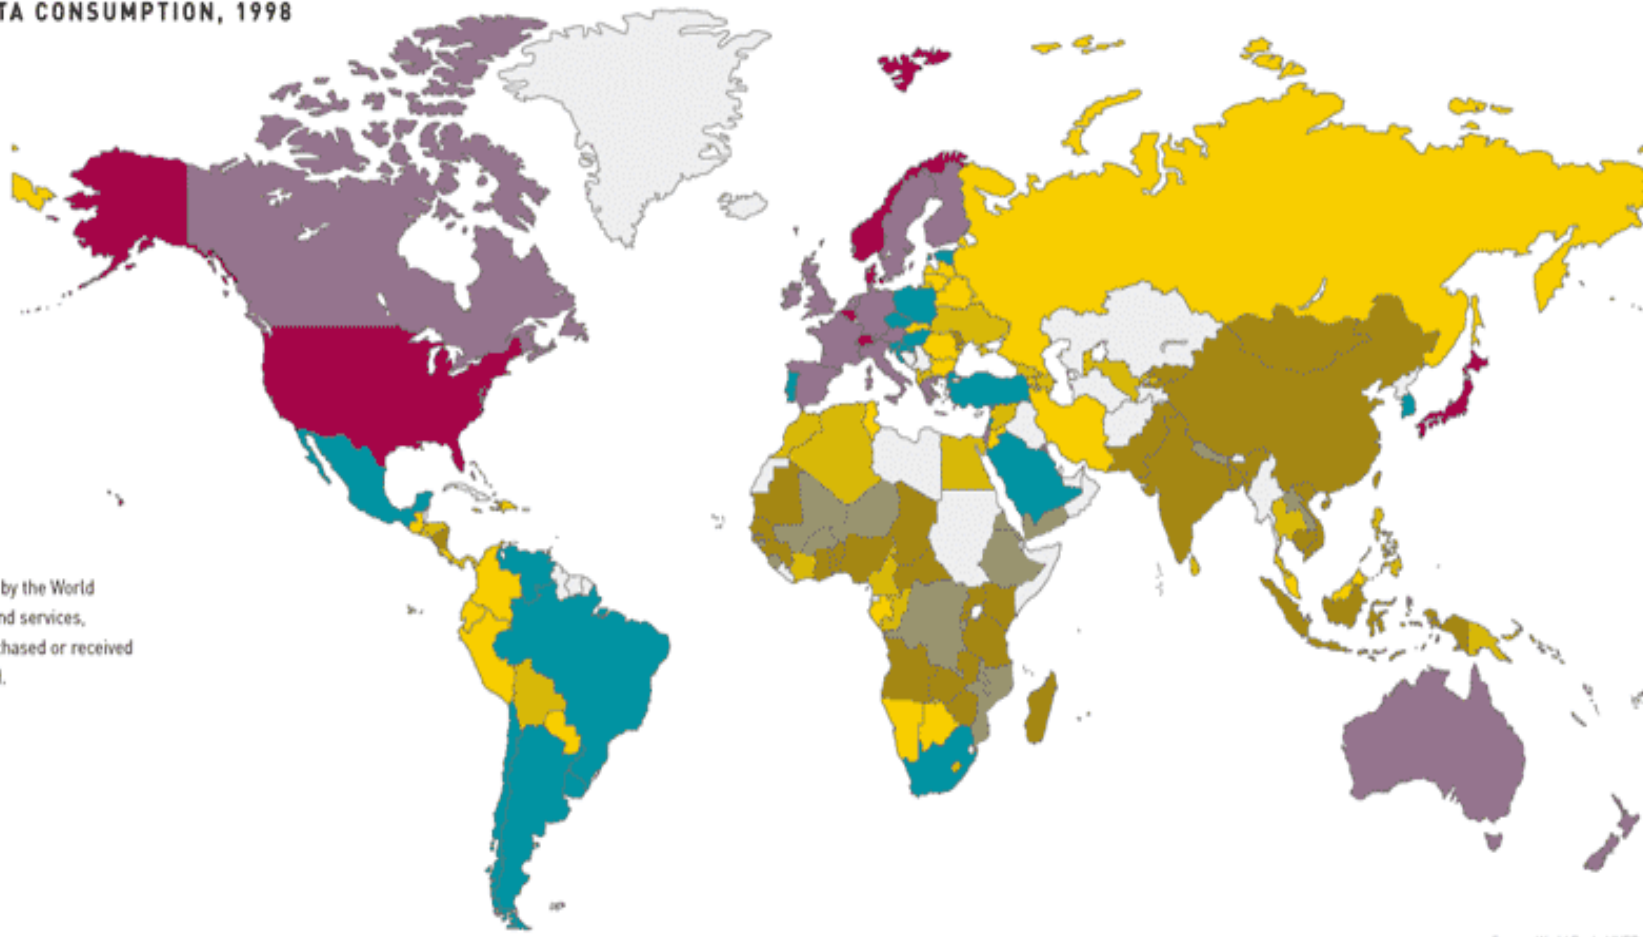 TA CONSUMPTION, 1998
by the World
nd services,
chased or received